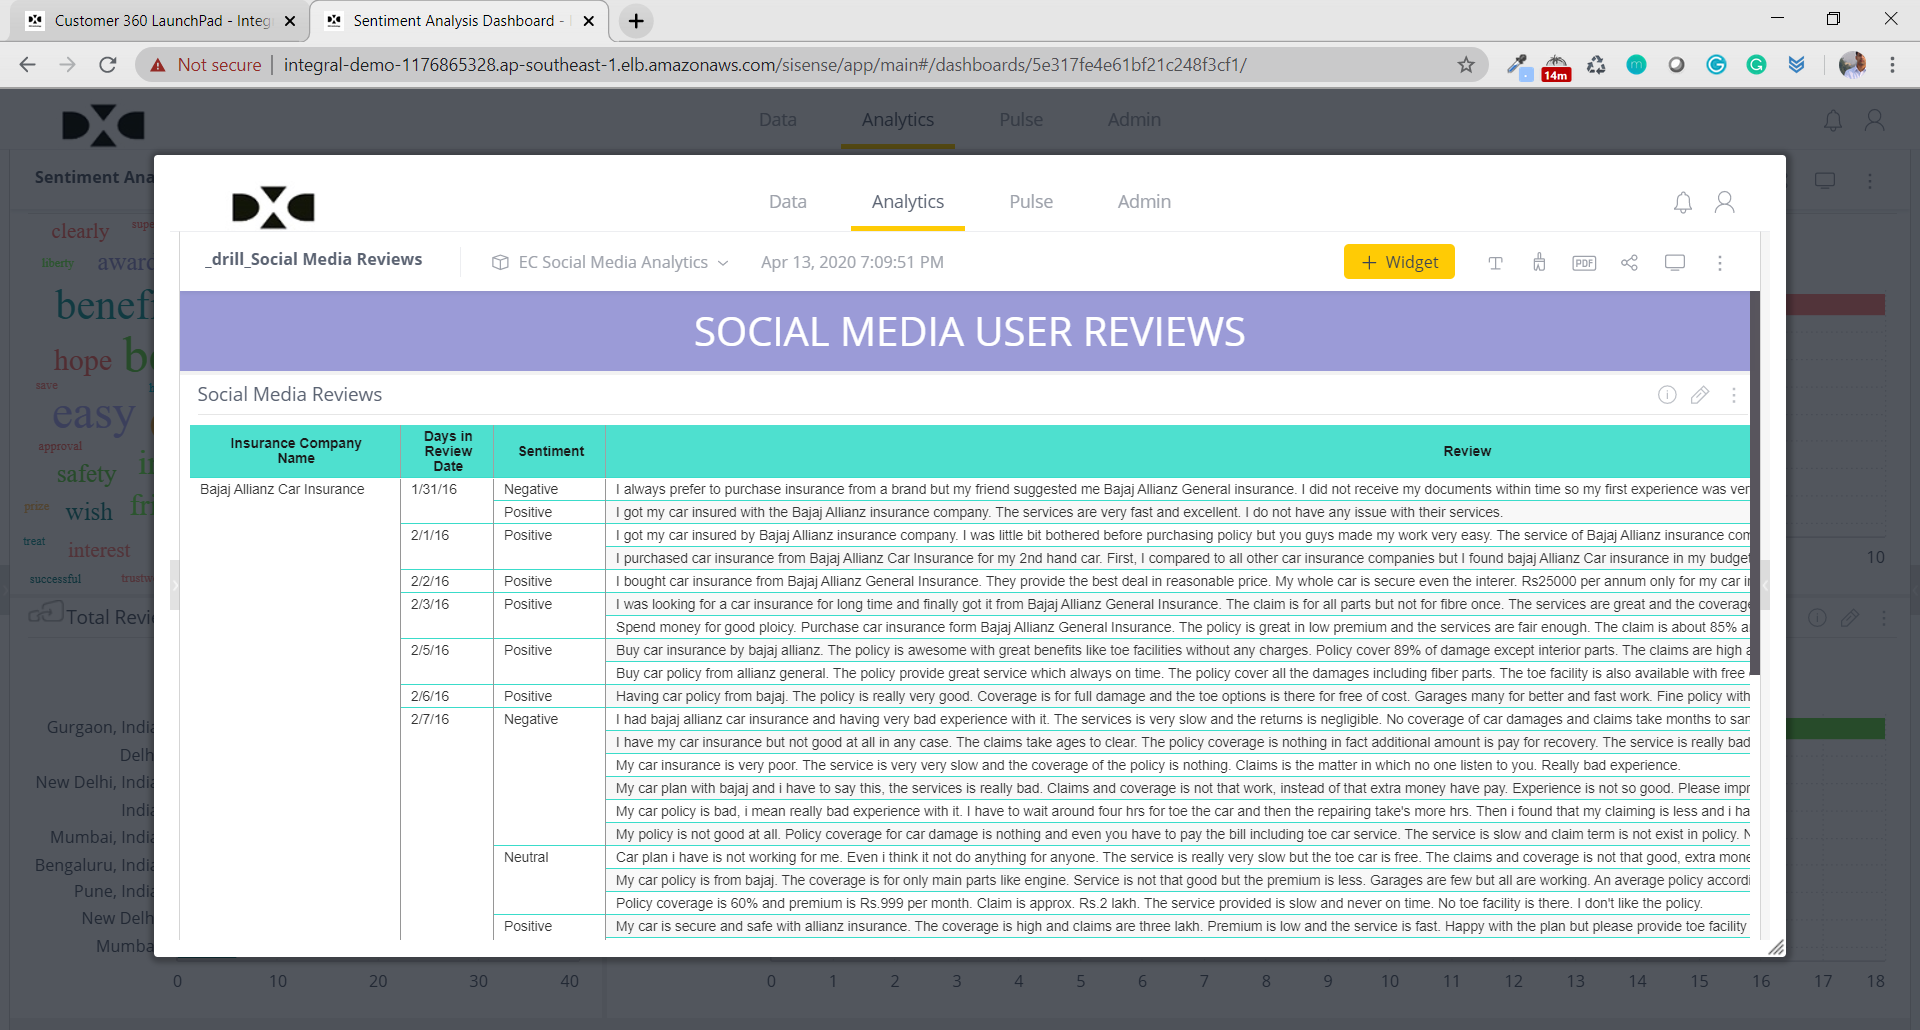 Customer 360 LaunchPad - Integ
Sentiment Analysis Dashboard -
Not secure
integral-demo-1176865328.ap-southeast-1.elb.amazonaws.com/sisense/app/main#/dashboards/5e317fe4e61bf21c248f3cf1/
14m
Data
Analytics
Pulse
Admin
Sentiment Ana
clearly
supe
liberty
award
benefi
hope
be
save
easy
approval
safety
in
prize
wish
fri
treat
interest
successful
trustw
Total Revi
Gurgaon, India
Delh
New Delhi, India
India
Mumbai, India
Bengaluru, India
Pune, India
New Delh
Mumba
0 10 20 30 40
10
0 1 2 3 4 5 6 7 8 9 10 11 12 13 14 15 16 17 18
Data
Analytics
Pulse
Admin
_drill_Social Media Reviews
EC Social Media Analytics
Apr 13, 2020 7:09:51 PM
+ Widget
PDF
SOCIAL MEDIA USER REVIEWS
Social Media Reviews
Insurance Company Name Days in Review Date Sentiment Review
Bajaj Allianz Car Insurance 1/31/16 Negative I always prefer to purchase insurance from a brand but my friend suggested me Bajaj Allianz General insurance. I did not receive my documents within time so my first experience was ver
Positive I got my car insured with the Bajaj Allianz insurance company. The services are very fast and excellent. I do not have any issue with their services.
2/1/16 Positive I got my car insured by Bajaj Allianz insurance company. I was little bit bothered before purchasing policy but you guys made my work very easy. The service of Bajaj Allianz insurance com
I purchased car insurance from Bajaj Allianz Car Insurance for my 2nd hand car. First, I compared to all other car insurance companies but I found bajaj Allianz Car insurance in my budget
2/2/16 Positive I bought car insurance from Bajaj Allianz General Insurance. They provide the best deal in reasonable price. My whole car is secure even the interer. Rs25000 per annum only for my car i
2/3/16 Positive I was looking for a car insurance for long time and finally got it from Bajaj Allianz General Insurance. The claim is for all parts but not for fibre once. The services are great and the coverage
Spend money for good ploicy. Purchase car insurance form Bajaj Allianz General Insurance. The policy is great in low premium and the services are fair enough. The claim is about 85% a
2/5/16 Positive Buy car insurance by bajaj allianz. The policy is awesome with great benefits like toe facilities without any charges. Policy cover 89% of damage except interior parts. The claims are high a
Buy car policy from allianz general. The policy provide great service which always on time. The policy cover all the damages including fiber parts. The toe facility is also available with free
2/6/16 Positive Having car policy from bajaj. The policy is really very good. Coverage is for full damage and the toe options is there for free of cost. Garages many for better and fast work. Fine policy with
2/7/16 Negative I had bajaj allianz car insurance and having very bad experience with it. The services is very slow and the returns is negligible. No coverage of car damages and claims take months to sar
I have my car insurance but not good at all in any case. The claims take ages to clear. The policy coverage is nothing in fact additional amount is pay for recovery. The service is really bad
My car insurance is very poor. The service is very very slow and the coverage of the policy is nothing. Claims is the matter in which no one listen to you. Really bad experience.
My car plan with bajaj and i have to say this, the services is really bad. Claims and coverage is not that work, instead of that extra money have pay. Experience is not so good. Please impr
My car policy is bad, i mean really bad experience with it. I have to wait around four hrs for toe the car and then the repairing take's more hrs. Then i found that my claiming is less and i ha
My policy is not good at all. Policy coverage for car damage is nothing and even you have to pay the bill including toe car service. The service is slow and claim term is not exist in policy. N
Neutral Car plan i have is not working for me. Even i think it not do anything for anyone. The service is really very slow but the toe car is free. The claims and coverage is not that good, extra mone
My car policy is from bajaj. The coverage is for only main parts like engine. Service is not that good but the premium is less. Garages are few but all are working. An average policy accordi
Policy coverage is 60% and premium is Rs.999 per month. Claim is approx. Rs.2 lakh. The service provided is slow and never on time. No toe facility is there. I don't like the policy.
Positive My car is secure and safe with allianz insurance. The coverage is high and claims are three lakh. Premium is low and the service is fast. Happy with the plan but please provide toe facility